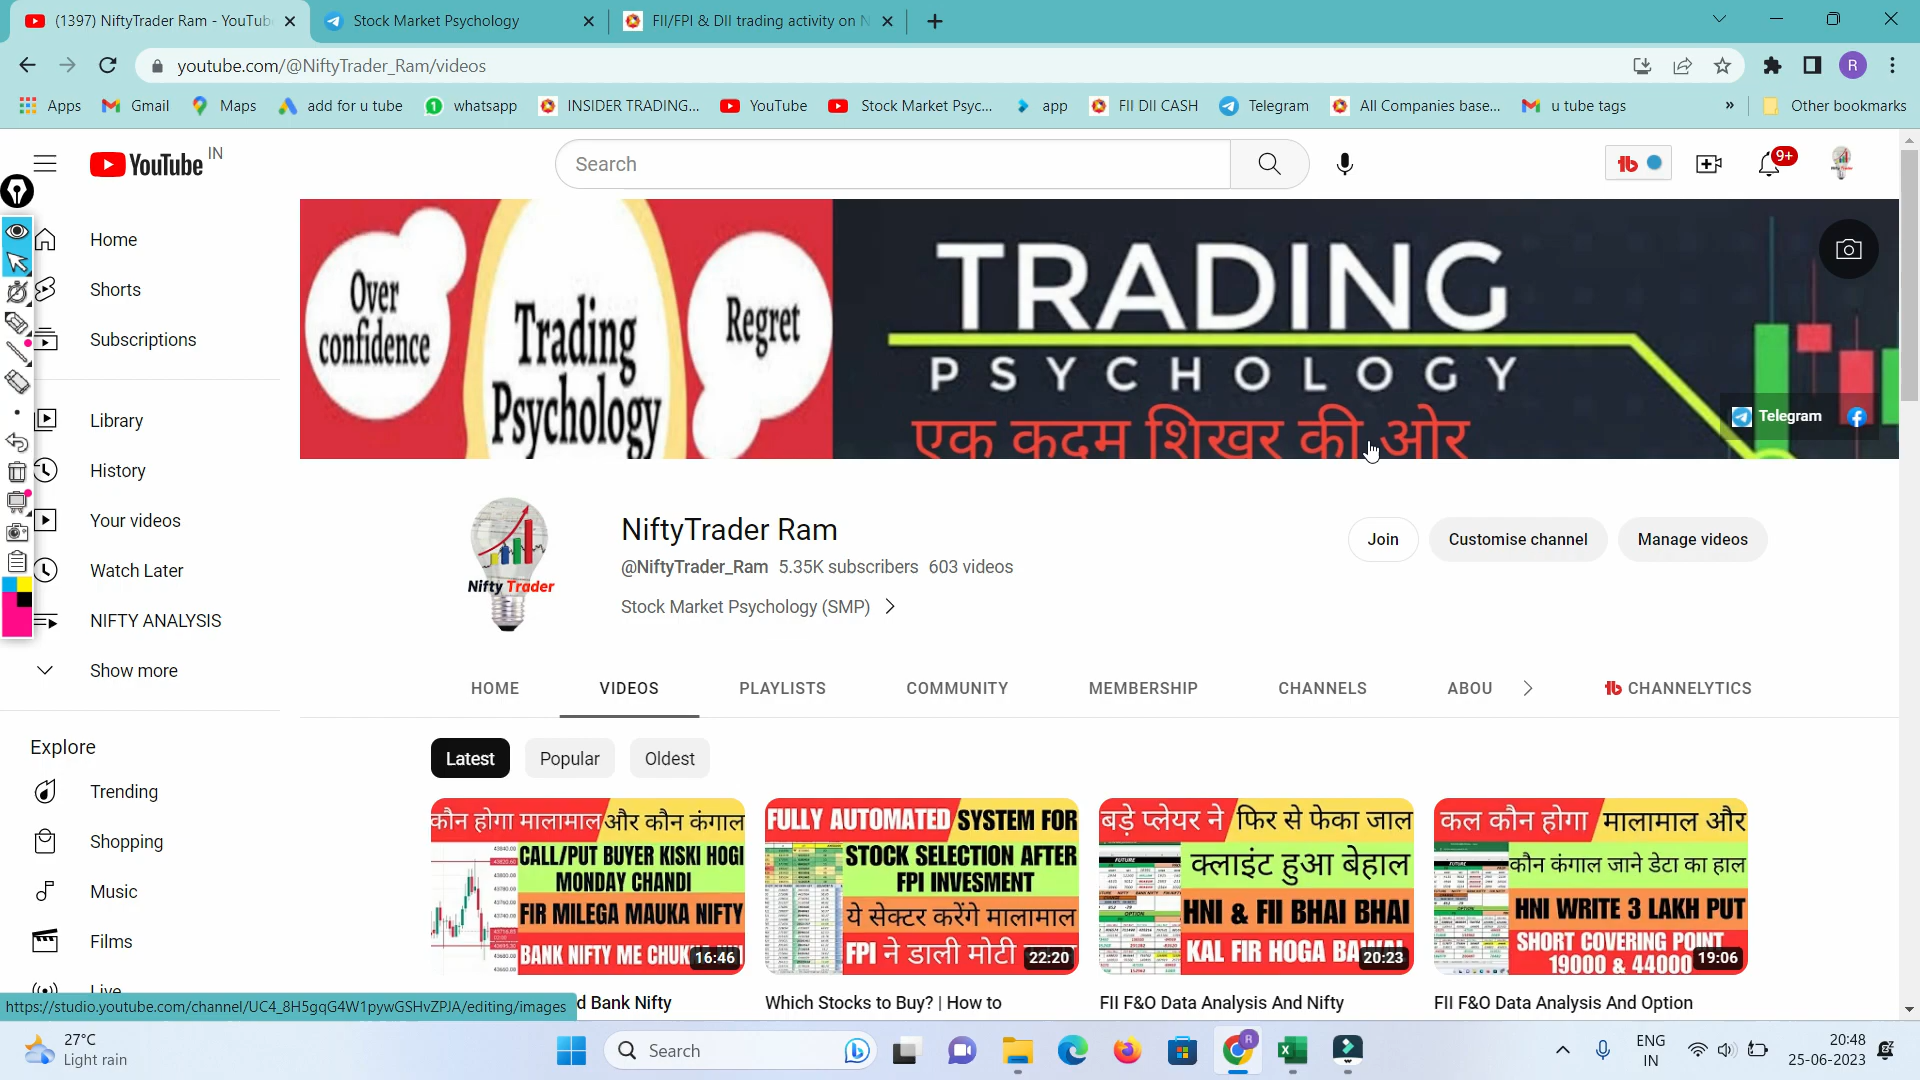 (1397) NiftyTrader Ram - YouTub
Stock Market Psychology
FII/FPI & DII trading activity on N
youtube.com/@NiftyTrader_Ram/videos
R
Apps
Gmail
Maps
add for u tube
whatsapp
INSIDER TRADING...
YouTube
Stock Market Psyc...
app
FII DII CASH
Telegram
All Companies base...
u tube tags
»
Other bookmarks
YouTube IN
Search
9+
Home
Shorts
Subscriptions
Library
History
Your videos
Watch Later
NIFTY ANALYSIS
Show more
Explore
Trending
Shopping
Music
Films
Live
Over
confidence
Trading
Psychology
Regret
TRADING
PSYCHOLOGY
एक कदम शिखर की ओर
Telegram
Nifty Trader
NiftyTrader Ram
@NiftyTrader_Ram 5.35K subscribers 603 videos
Stock Market Psychology (SMP)
Join
Customise channel
Manage videos
HOME
VIDEOS
PLAYLISTS
COMMUNITY
MEMBERSHIP
CHANNELS
ABOU
CHANNELYTICS
Latest
Popular
Oldest
कौन होगा मालामाल और कौन कंगाल
CALL/PUT BUYER KISKI HOGI
MONDAY CHANDI
FIR MILEGA MAUKA NIFTY
BANK NIFTY ME CHUK
16:46
d Bank Nifty
FULLY AUTOMATED SYSTEM FOR
STOCK SELECTION AFTER
FPI INVESMENT
ये सेक्टर करेंगे मालामाल
FPI ने डाली मोटी
22:20
Which Stocks to Buy? | How to
बड़े प्लेयर ने फिर से फेका जाल
क्लाइंट हुआ बेहाल
HNI & FII BHAI BHAI
KAL FIR HOGA
20:23
FII F&O Data Analysis And Nifty
कल कौन होगा मालामाल और
कौन कंगाल जाने डेटा का हाल
HNI WRITE 3 LAKH PUT
SHORT COVERING POINT
19000 & 44000
19:06
FII F&O Data Analysis And Option
https://studio.youtube.com/channel/UC4_8H5gqG4W1pywGSHvZPJA/editing/images
27°C
Light rain
Search
ENG
IN
20:48
25-06-2023